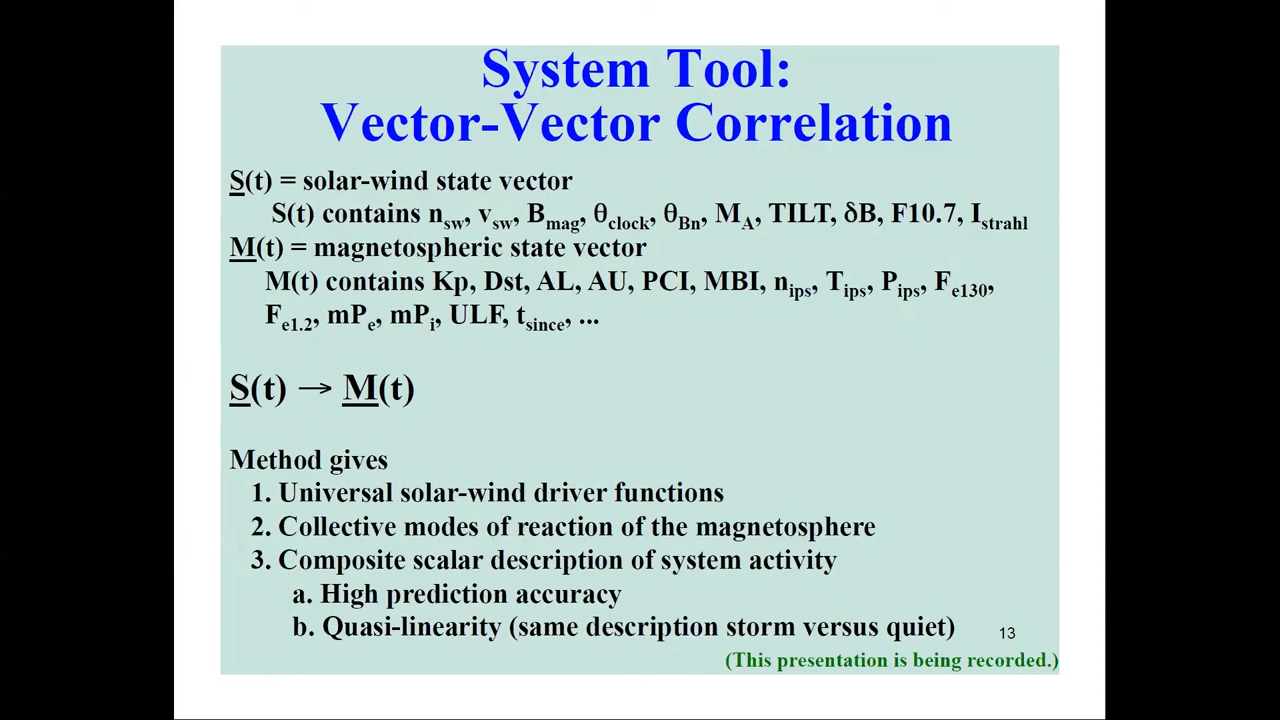 System Tool:
Vector-Vector Correlation
S(t) = solar-wind state vector
S(t) contains nsw, vsw, Bmag, θclock, θBn, MA, TILT, δB, F10.7, Istrahl
M(t) = magnetospheric state vector
M(t) contains Kp, Dst, AL, AU, PCI, MBI, nips, Tips, Pips, Fe130,
Fe1.2, mPe, mPi, ULF, tsince, ...
S(t) → M(t)
Method gives
1. Universal solar-wind driver functions
2. Collective modes of reaction of the magnetosphere
3. Composite scalar description of system activity
a. High prediction accuracy
b. Quasi-linearity (same description storm versus quiet)
13
(This presentation is being recorded.)